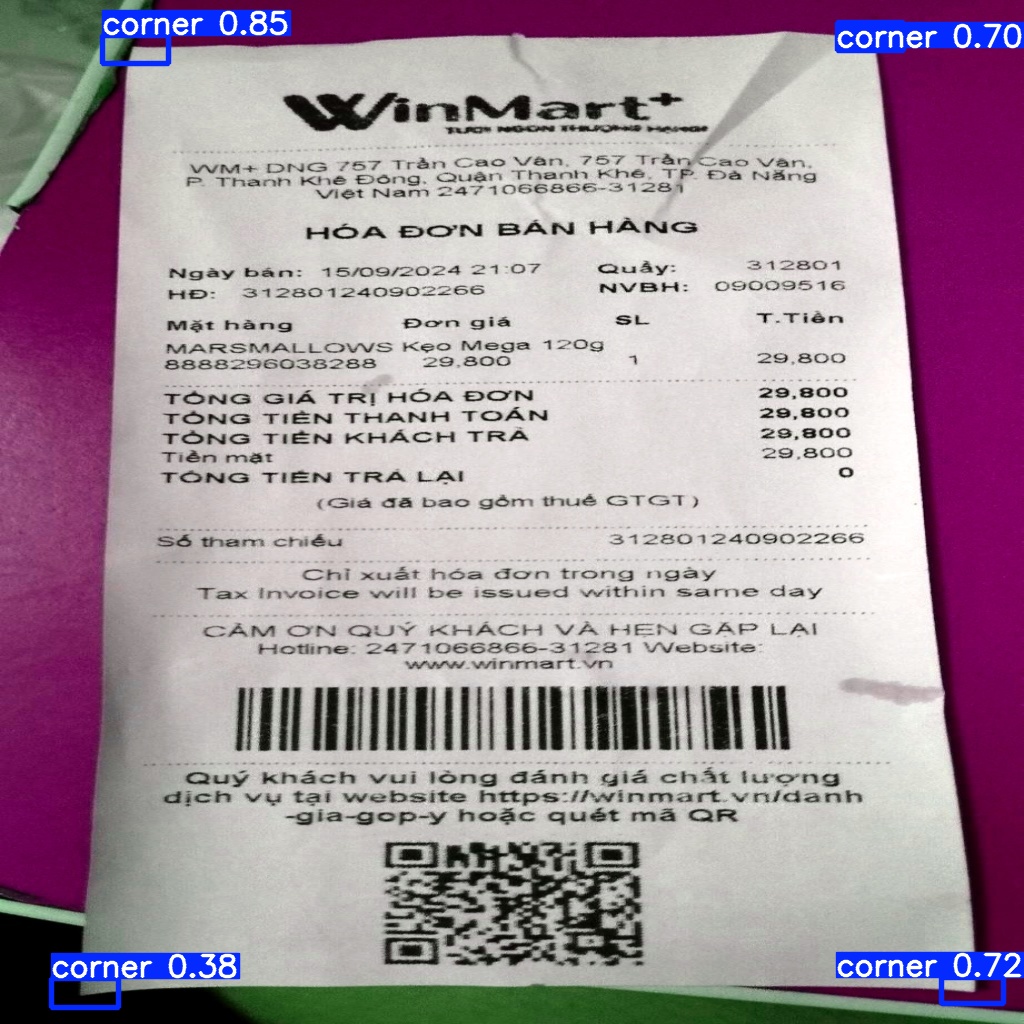 corner 0.85
corner 0.70
WinMart+
WM+ DNG 757 Trần Cao Vân, 757 Trần Cao Vân,
P. Thanh Khê Đông, Quận Thanh Khê, TP. Đà Nẵng
Việt Nam 2471066866-31281
HÓA ĐƠN BÁN HÀNG
Ngày bán: 15/09/2024 21:07 Quầy: 312801
HĐ: 312801240902266 NVBH: 09009516
Mặt hàng Đơn giá SL T.Tiền
MARSMALLOWS Kẹo Mega 120g
8888296038288 29,800 1 29,800
TỔNG GIÁ TRỊ HÓA ĐƠN 29,800
TỔNG TIỀN THANH TOÁN 29,800
TỔNG TIỀN KHÁCH TRẢ 29,800
Tiền mặt 29,800
TỔNG TIỀN TRẢ LẠI 0
(Giá đã bao gồm thuế GTGT)
Số tham chiếu 312801240902266
Chỉ xuất hóa đơn trong ngày
Tax Invoice will be issued within same day
CẢM ƠN QUÝ KHÁCH VÀ HẸN GẶP LẠI
Hotline: 2471066866-31281 Website:
www.winmart.vn
Quý khách vui lòng đánh giá chất lượng
dịch vụ tại website https://winmart.vn/danh
-gia-gop-y hoặc quét mã QR
corner 0.38
corner 0.72